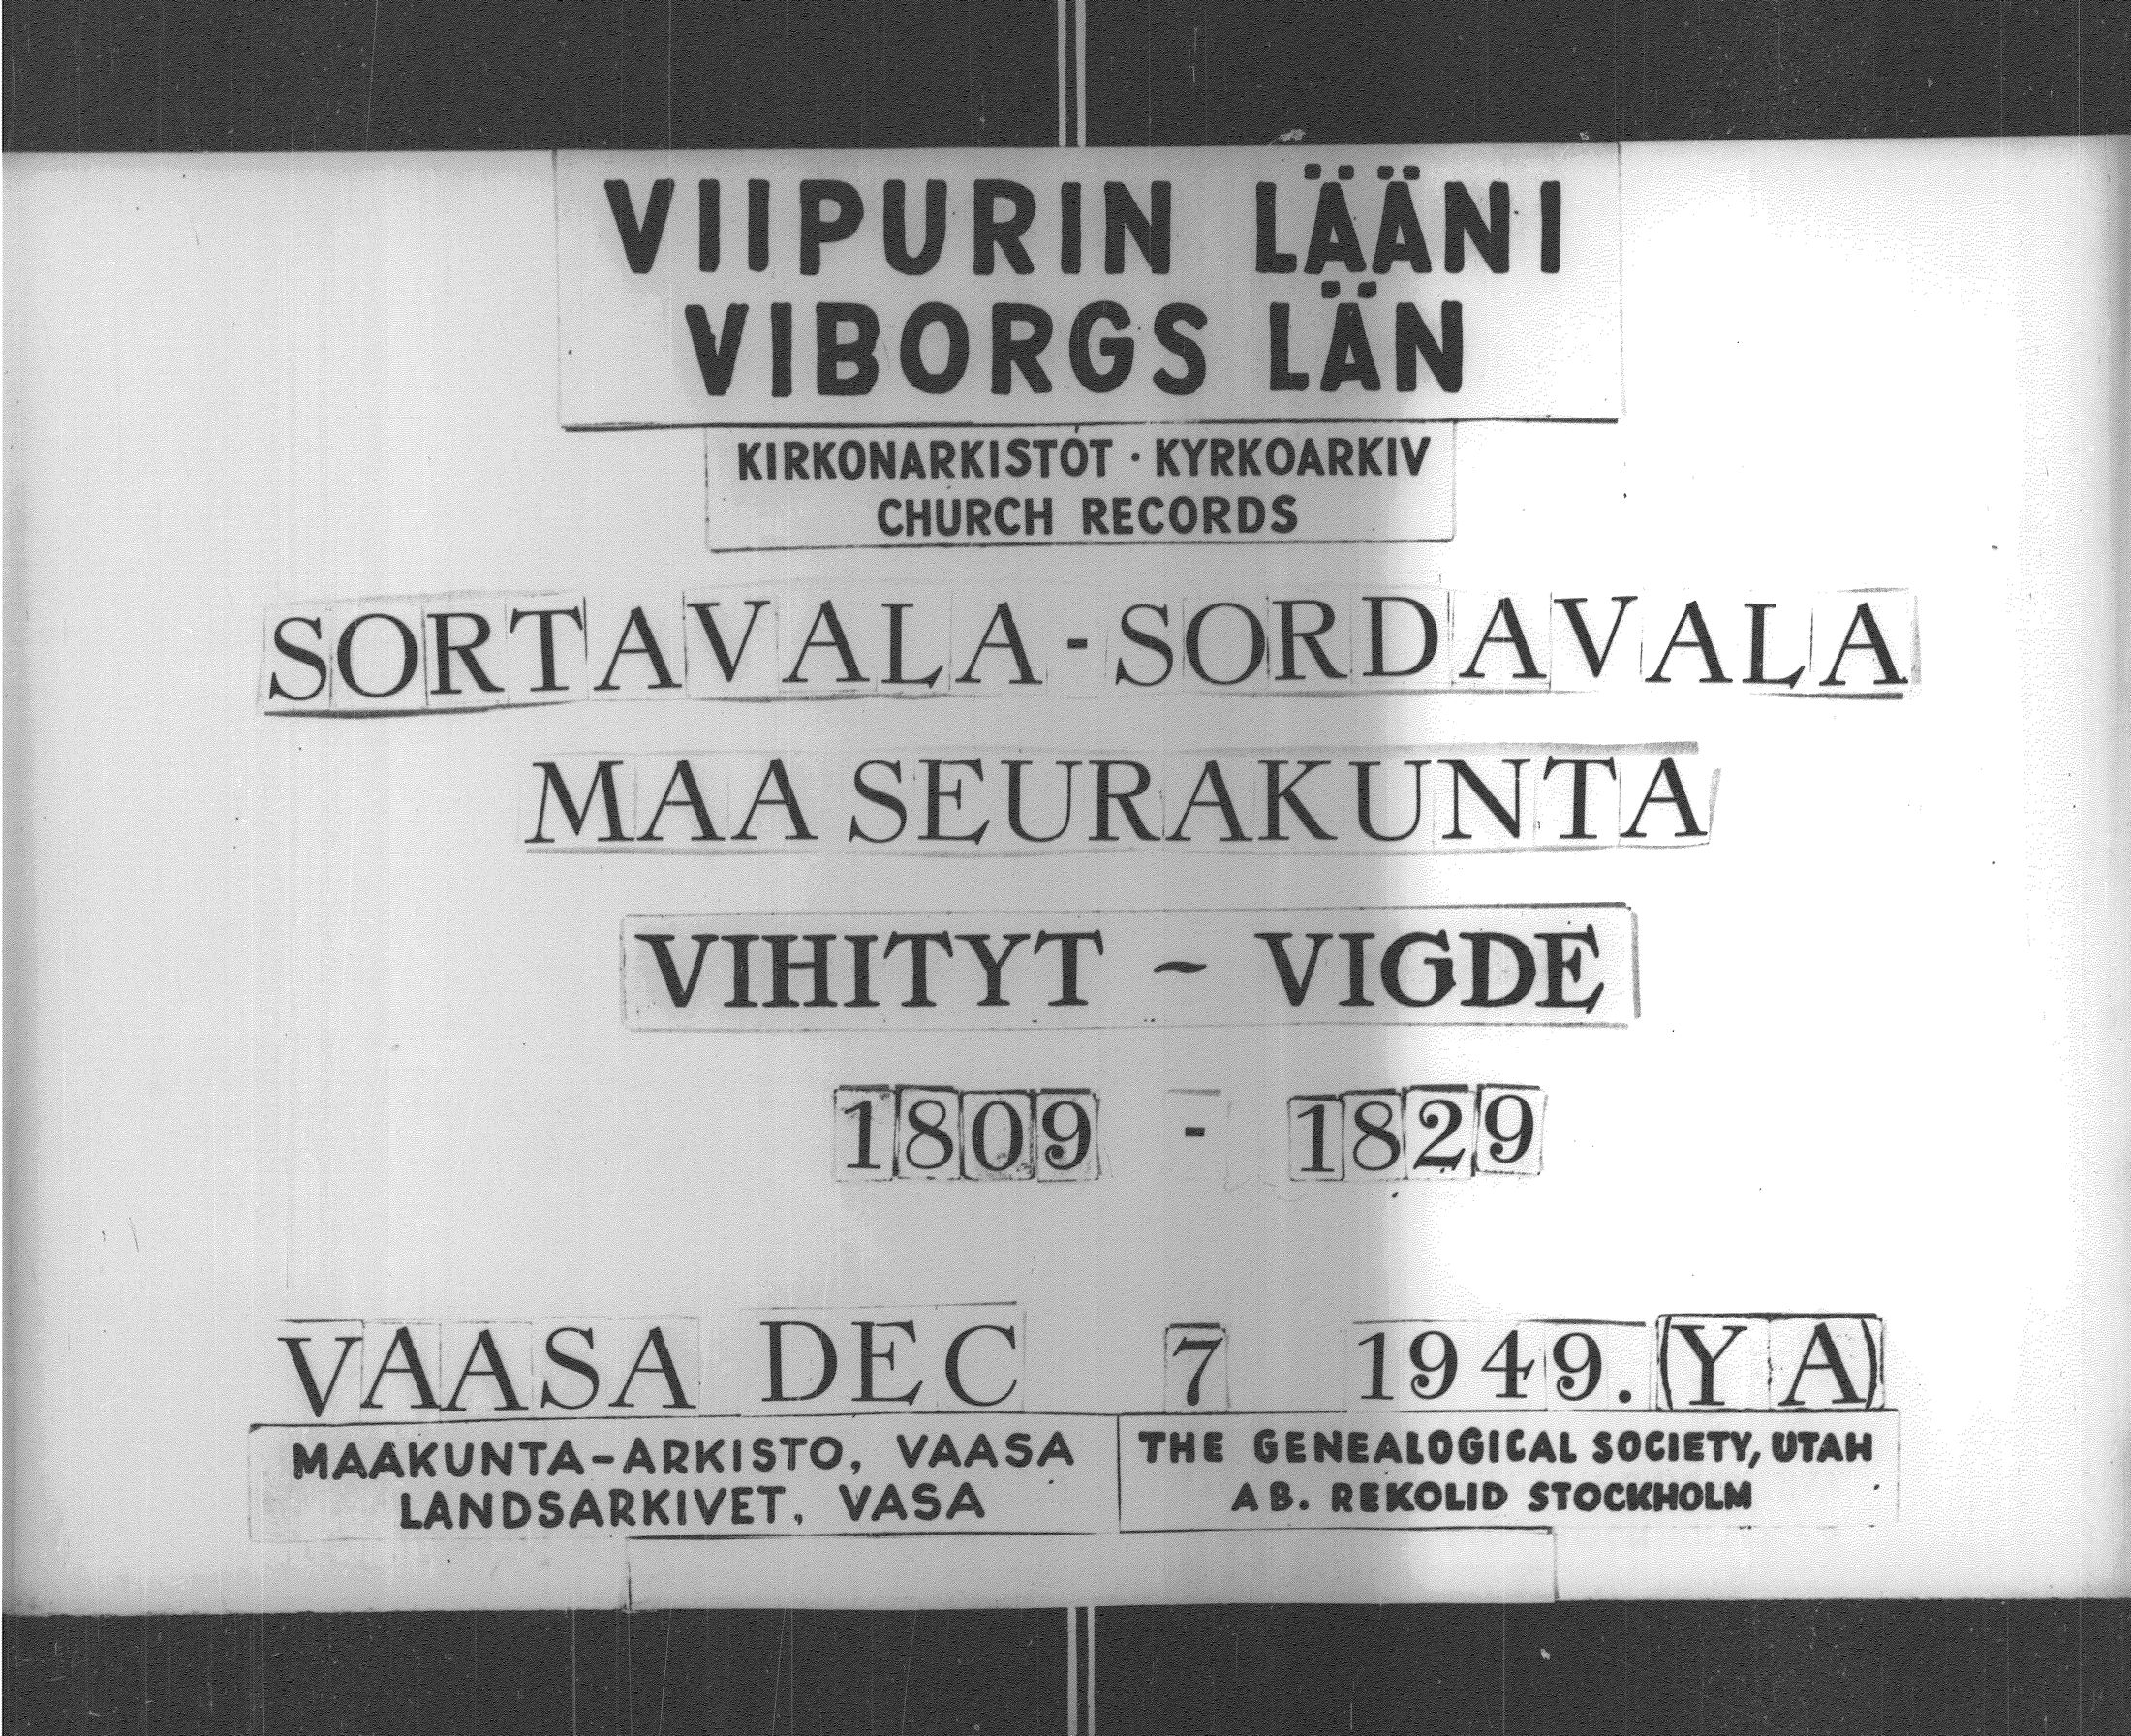 VIIPURIN LÄÄNI
VIBORGS LÄN
KIRKONARKISTOT · KYRKOARKIV
CHURCH RECORDS
SORTAVALA - SORDAVALA
MAA SEURAKUNTA
VIHITYT ~ VIGDE
1809 - 1829
VAASA DEC 7 1949. (Y A)
MAAKUNTA-ARKISTO, VAASA
LANDSARKIVET, VASA
THE GENEALOGICAL SOCIETY, UTAH
AB. REKOLID STOCKHOLM